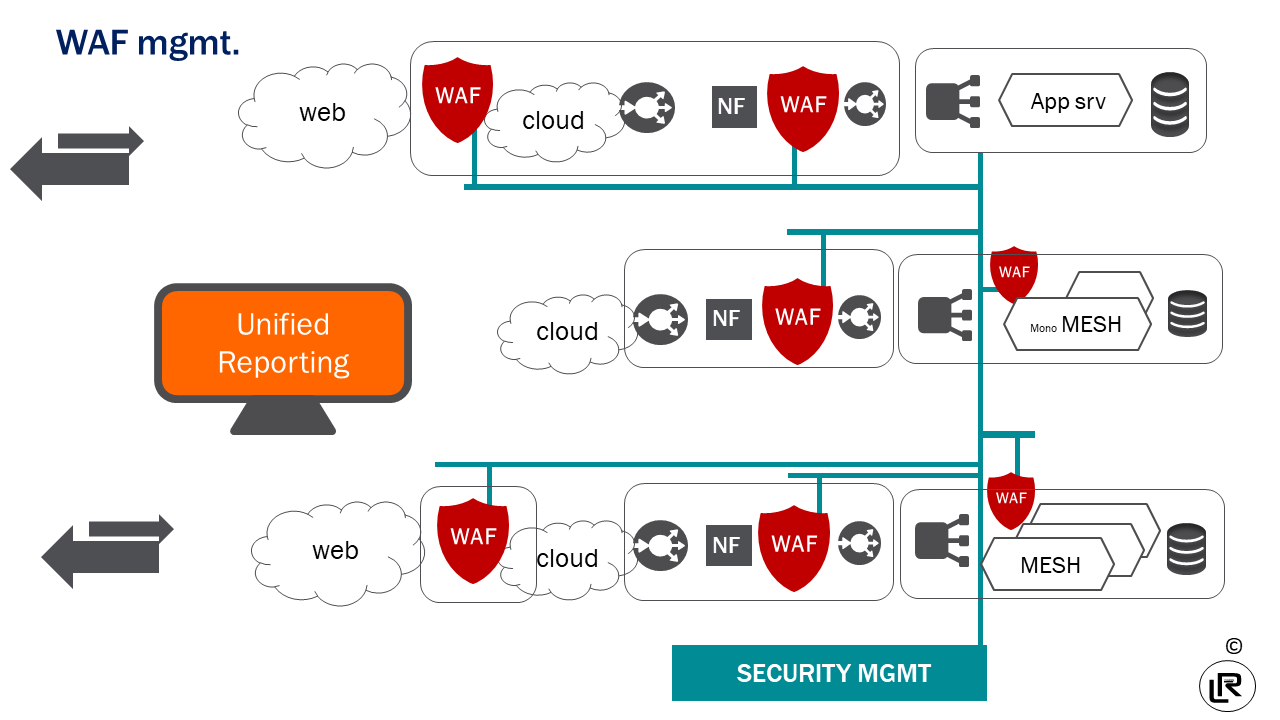 WAF mgmt.
web
WAF
cloud
NF
WAF
App srv
Unified
Reporting
cloud
NF
WAF
WAF
Mono MESH
web
WAF
cloud
NF
WAF
WAF
MESH
SECURITY MGMT
©
LR